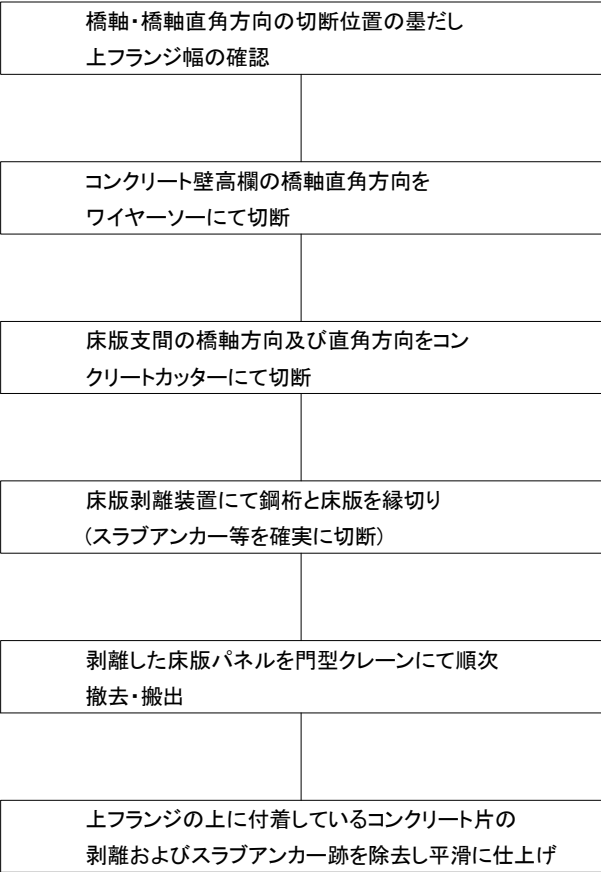 橋軸・橋軸直角方向の切断位置の墨だし
上フランジ幅の確認
コンクリート壁高欄の橋軸直角方向を
ワイヤーソーにて切断
床版支間の橋軸方向及び直角方向をコン
クリートカッターにて切断
床版剥離装置にて鋼桁と床版を縁切り
(スラブアンカー等を確実に切断)
剥離した床版パネルを門型クレーンにて順次
撤去・搬出
上フランジの上に付着しているコンクリート片の
剥離およびスラブアンカー跡を除去し平滑に仕上げ